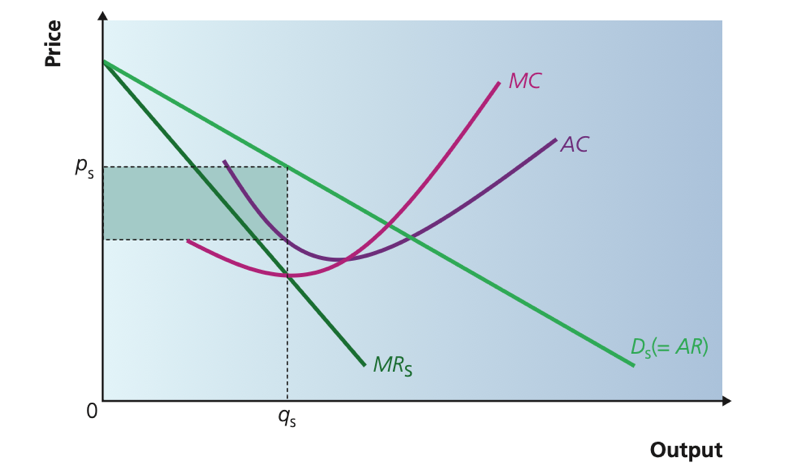 Price
MC
AC
ps
Ds(= AR)
MRs
0
qs
Output